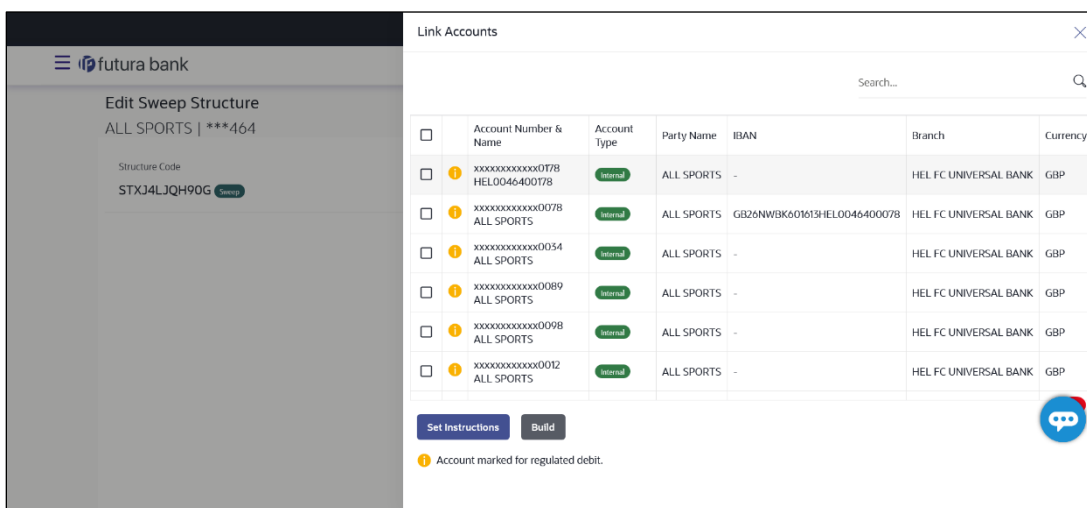 futura bank
Edit Sweep Structure
ALL SPORTS | ***464
Structure Code
STXJ4LJQH90G Sweep
Link Accounts
Search...
Account Number & Name Account Type Party Name IBAN Branch Currency
xxxxxxxxxxxx0178 HEL0046400178 Internal ALL SPORTS - HEL FC UNIVERSAL BANK GBP
xxxxxxxxxxxx0078 ALL SPORTS Internal ALL SPORTS GB26NWBK601613HEL0046400078 HEL FC UNIVERSAL BANK GBP
xxxxxxxxxxxx0034 ALL SPORTS Internal ALL SPORTS - HEL FC UNIVERSAL BANK GBP
xxxxxxxxxxxx0089 ALL SPORTS Internal ALL SPORTS - HEL FC UNIVERSAL BANK GBP
xxxxxxxxxxxx0098 ALL SPORTS Internal ALL SPORTS - HEL FC UNIVERSAL BANK GBP
xxxxxxxxxxxx0012 ALL SPORTS Internal ALL SPORTS - HEL FC UNIVERSAL BANK GBP
Set Instructions Build
Account marked for regulated debit.